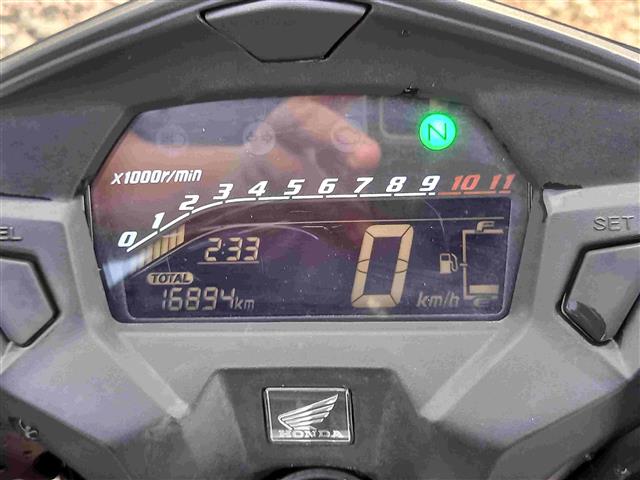 N
x1000r/min
0 1 2 3 4 5 6 7 8 9 10 11
SEL
SET
2:33
F
0
km/h
TOTAL
16894km
E
HONDA